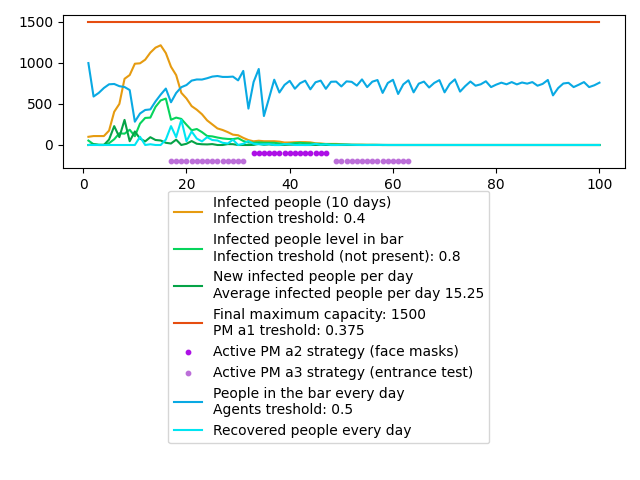 1500
1000
500
0
0 20 40 60 80 100
Infected people (10 days)
Infection treshold: 0.4
Infected people level in bar
Infection treshold (not present): 0.8
New infected people per day
Average infected people per day 15.25
Final maximum capacity: 1500
PM a1 treshold: 0.375
Active PM a2 strategy (face masks)
Active PM a3 strategy (entrance test)
People in the bar every day
Agents treshold: 0.5
Recovered people every day